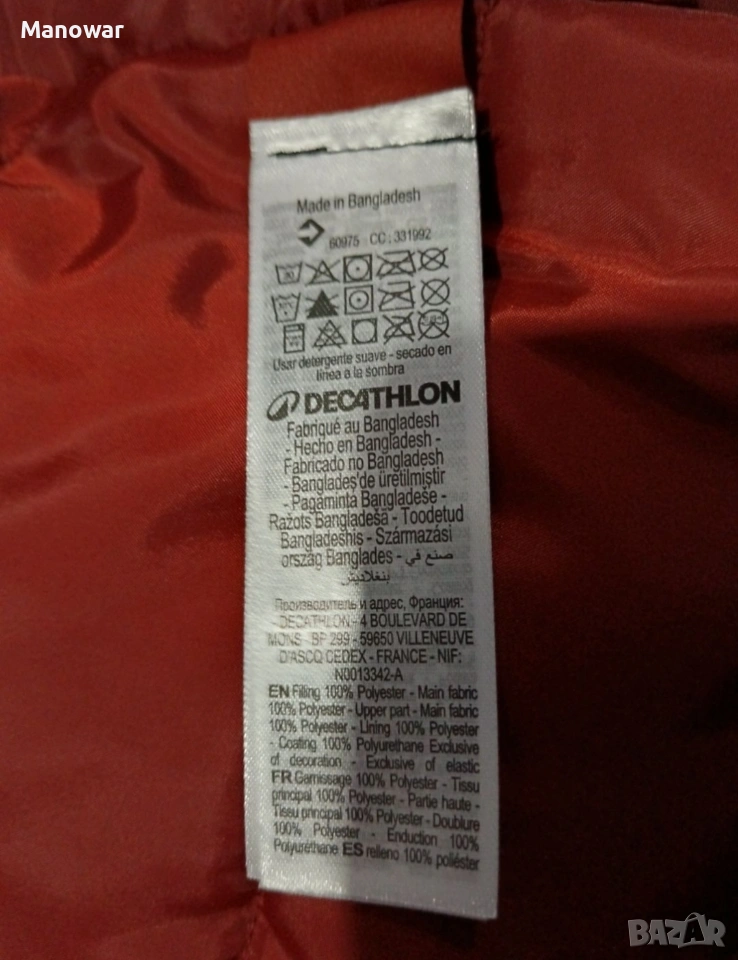 Manowar
Made in Bangladesh
60975 CC : 331992
Usar detergente suave - secado en
línea a la sombra
DECATHLON
Fabriqué au Bangladesh
- Hecho en Bangladesh -
Fabricado no Bangladesh
- Bangladeş'de üretilmiştir
- Pagaminta Bangladeše -
Ražots Bangladešā - Toodetud
Bangladeshis - Származási
ország Banglades - صنع في
بنغلاديش
Производитель и адрес, Франция:
DECATHLON - 4 BOULEVARD DE
MONS - BP 299 - 59650 VILLENEUVE
D'ASCQ CEDEX - FRANCE - NIF:
N0013342-A
EN Filling 100% Polyester - Main fabric
100% Polyester - Upper part - Main fabric
100% Polyester - Lining 100% Polyester
- Coating 100% Polyurethane Exclusive
of decoration - Exclusive of elastic
FR Garnissage 100% Polyester - Tissu
principal 100% Polyester - Partie haute -
Tissu principal 100% Polyester - Doublure
100% Polyester - Enduction 100%
Polyuréthane ES relleno 100% poliéster
BAZAR